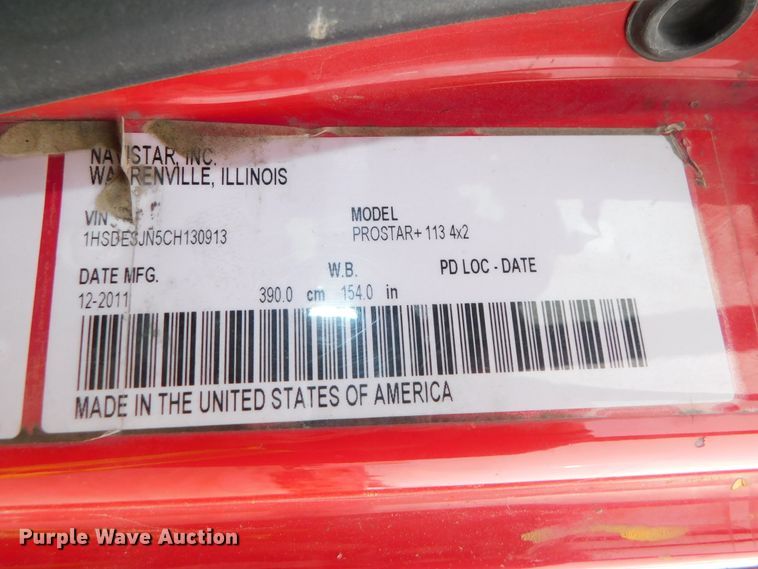 NAVISTAR, INC.
WARRENVILLE, ILLINOIS
VIN
1HSDESJN5CH130913
MODEL
PROSTAR+ 113 4x2
DATE MFG.
12-2011
W.B.
390.0 cm 154.0 in
PD LOC - DATE
MADE IN THE UNITED STATES OF AMERICA
Purple Wave Auction